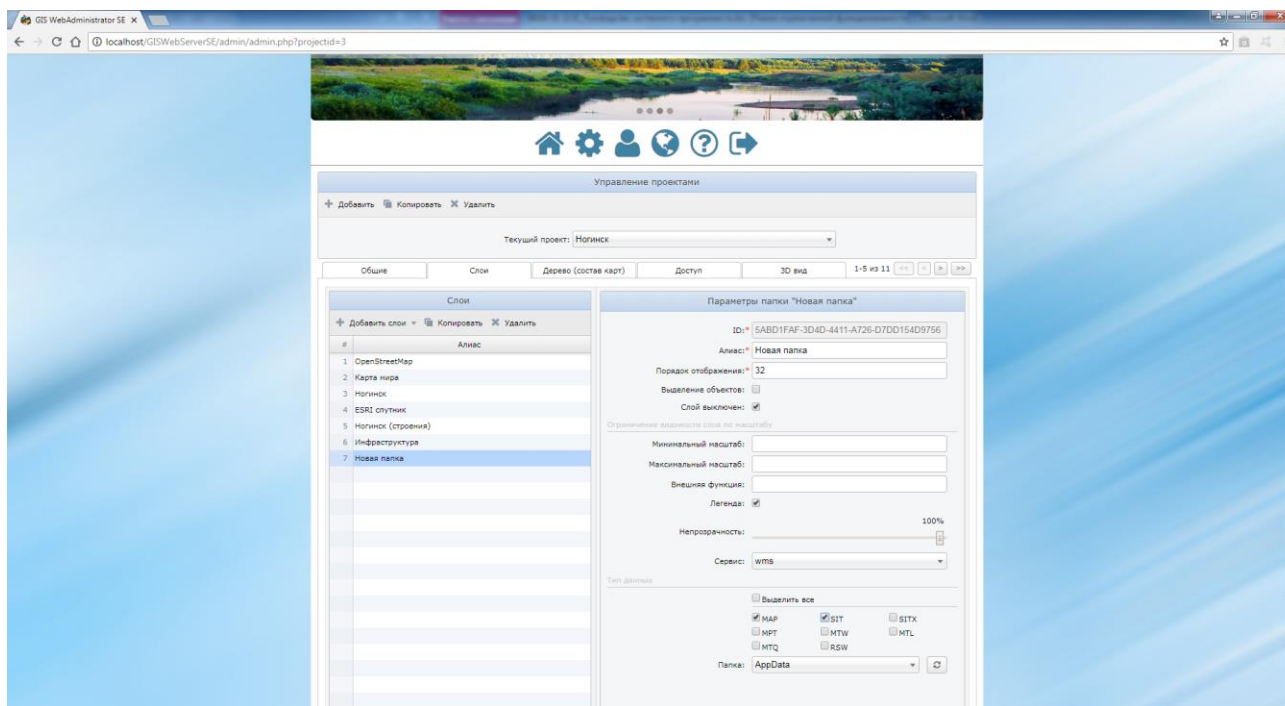 GIS WebAdministrator SE
localhost/GISWebServerSE/admin/admin.php?projectid=3
Управление проектами
Добавить Копировать Удалить
Текущий проект: Ногинск
Общие Слои Дерево (состав карт) Доступ 3D вид 1-5 из 11 << < > >>
Слои
Добавить слои Копировать Удалить
# Алиас
1 OpenStreetMap
2 Карта мира
3 Ногинск
4 ESRI спутник
5 Ногинск (строения)
6 Инфраструктура
7 Новая папка
Параметры папки "Новая папка"
ID:* 5ABD1FAF-3D4D-4411-A726-D7DD154D9756
Алиас:* Новая папка
Порядок отображения:* 32
Выделение объектов:
Слой выключен:
Ограничение видимости слоя по масштабу
Минимальный масштаб:
Максимальный масштаб:
Внешняя функция:
Легенда:
100%
Непрозрачность:
Сервис: wms
Тип данных
Выделить все
MAP SIT SITX
MPT MTW MTL
MTQ RSW
Папка: AppData